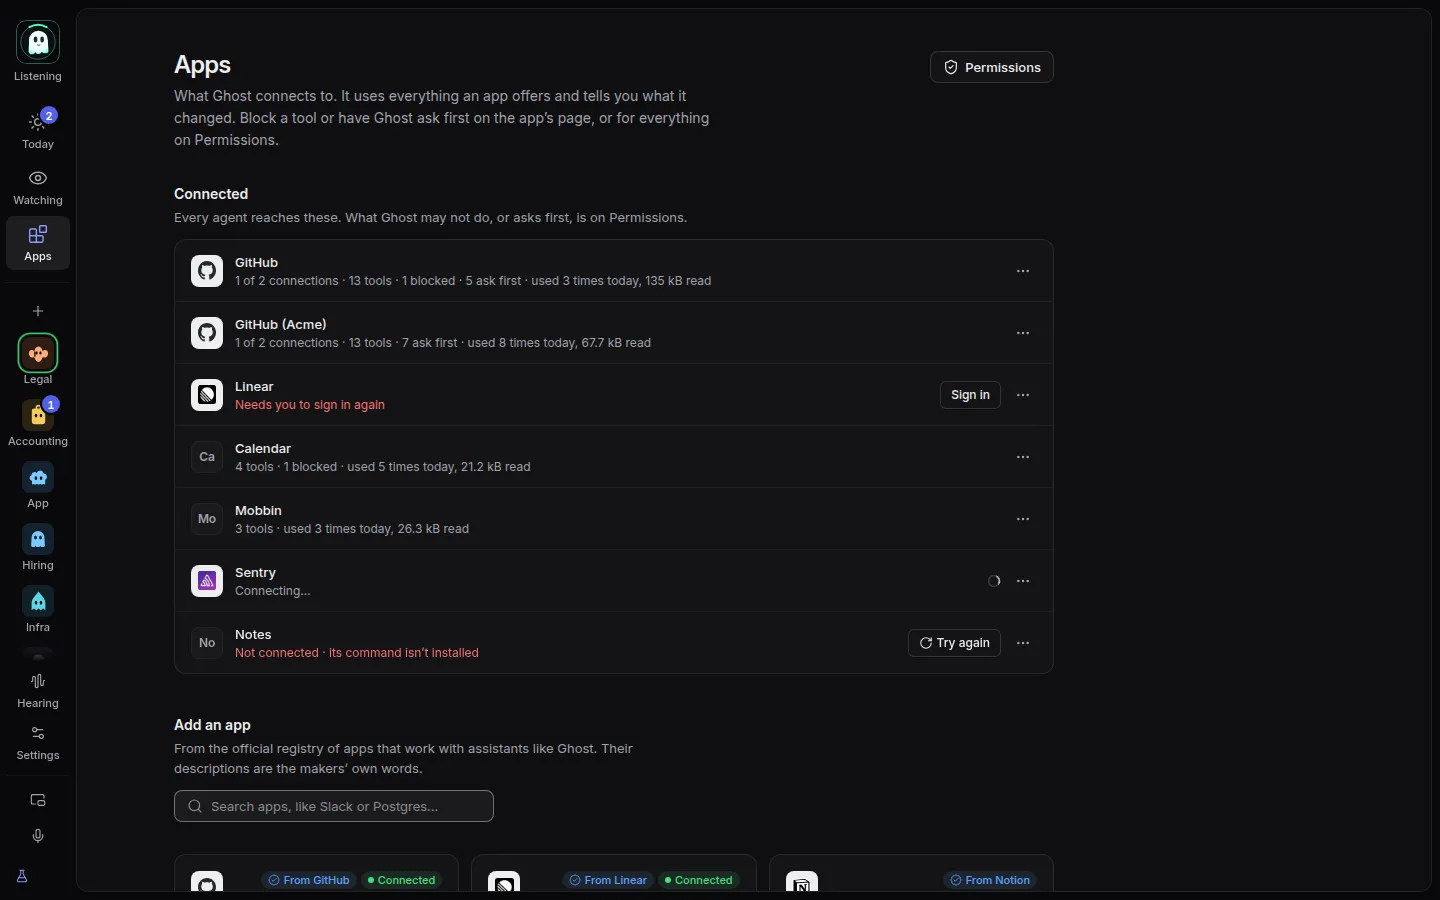 Listening
2
Today
Watching
Apps
Legal
1
Accounting
App
Hiring
Infra
Hearing
Settings
Apps
Permissions
What Ghost connects to. It uses everything an app offers and tells you what it
changed. Block a tool or have Ghost ask first on the app’s page, or for everything
on Permissions.
Connected
Every agent reaches these. What Ghost may not do, or asks first, is on Permissions.
GitHub
1 of 2 connections · 13 tools · 1 blocked · 5 ask first · used 3 times today, 135 kB read
GitHub (Acme)
1 of 2 connections · 13 tools · 7 ask first · used 8 times today, 67.7 kB read
Linear
Needs you to sign in again
Sign in
Ca
Calendar
4 tools · 1 blocked · used 5 times today, 21.2 kB read
Mo
Mobbin
3 tools · used 3 times today, 26.3 kB read
Sentry
Connecting…
No
Notes
Not connected · its command isn’t installed
Try again
Add an app
From the official registry of apps that work with assistants like Ghost. Their
descriptions are the makers’ own words.
Search apps, like Slack or Postgres…
From GitHub
Connected
From Linear
Connected
From Notion